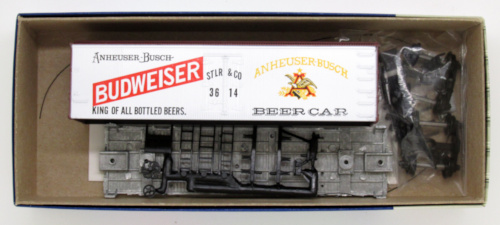 ANHEUSER-BUSCH-
BUDWEISER
KING OF ALL BOTTLED BEERS.
STLR & CO
36 14
ANHEUSER-BUSCH
BEER CAR